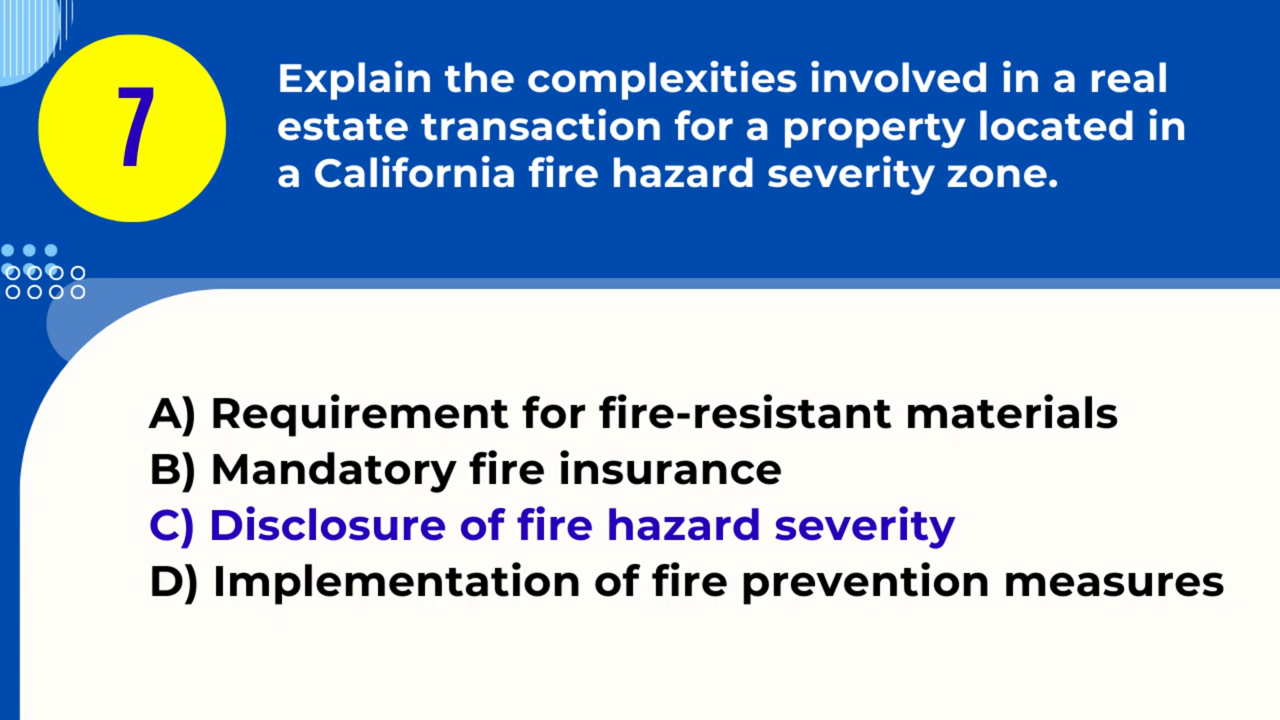 7
Explain the complexities involved in a real
estate transaction for a property located in
a California fire hazard severity zone.
A) Requirement for fire-resistant materials
B) Mandatory fire insurance
C) Disclosure of fire hazard severity
D) Implementation of fire prevention measures